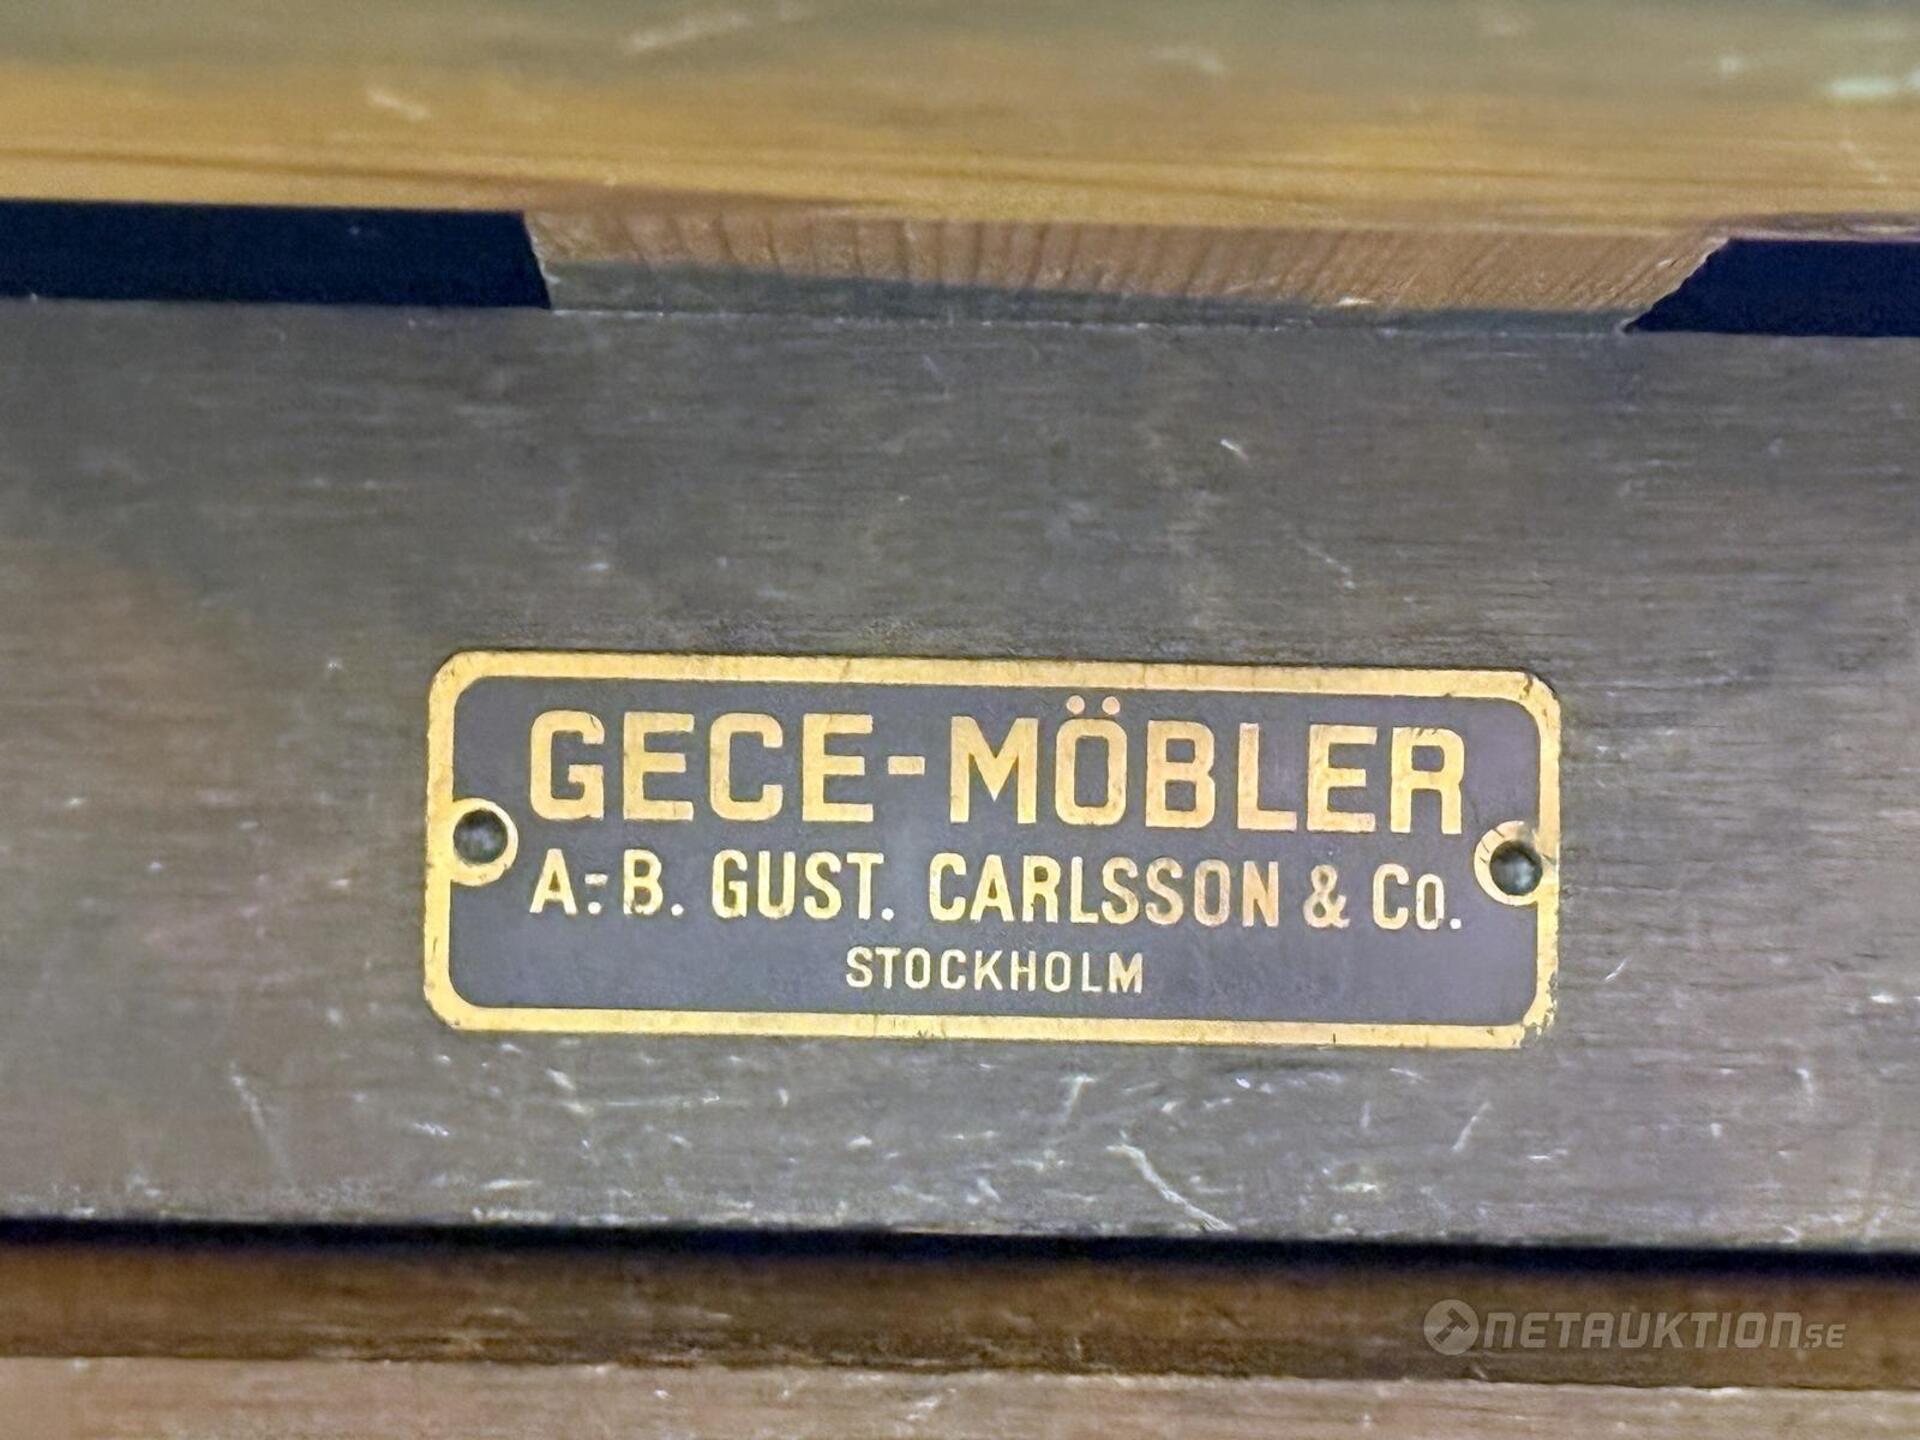 GECE-MÖBLER
A.-B. GUST. CARLSSON & Co.
STOCKHOLM
NETAUKTION.SE